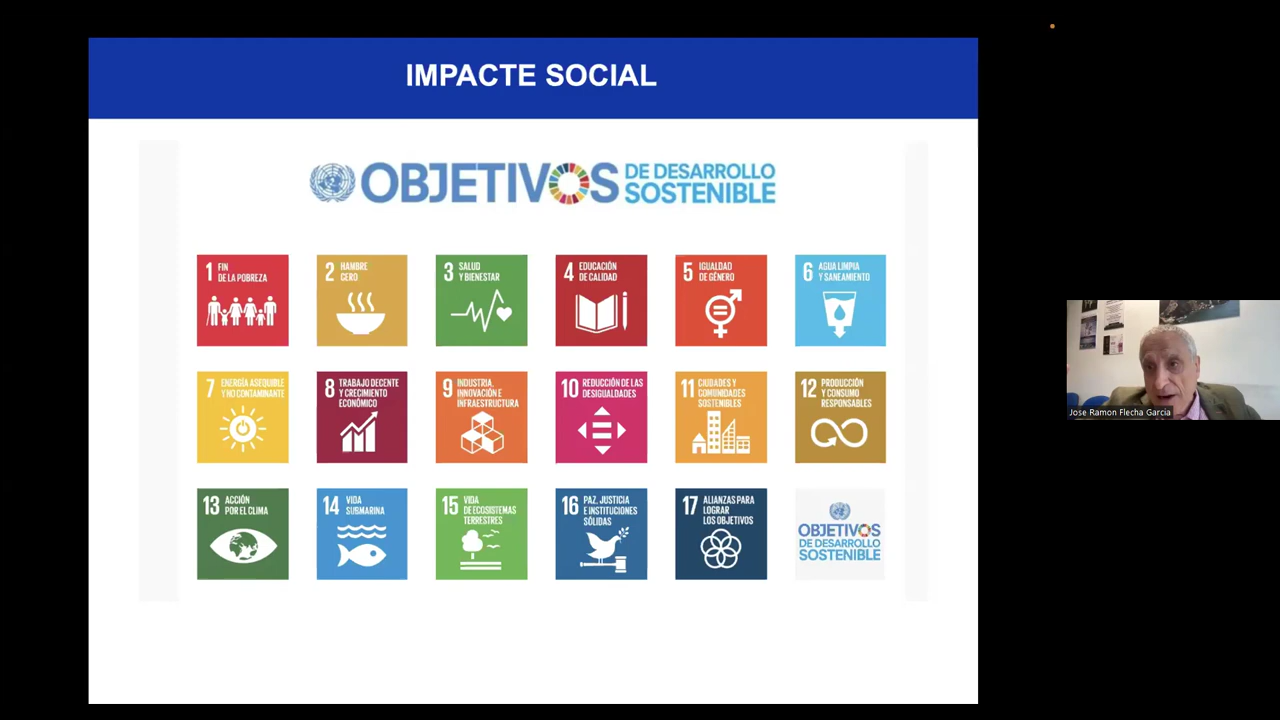 IMPACTE SOCIAL
OBJETIVOS
DE DESARROLLO
SOSTENIBLE
1 FIN
DE LA POBREZA
2 HAMBRE
CERO
3 SALUD
Y BIENESTAR
4 EDUCACIÓN
DE CALIDAD
5 IGUALDAD
DE GÉNERO
6 AGUA LIMPIA
Y SANEAMIENTO
7 ENERGÍA ASEQUIBLE
Y NO CONTAMINANTE
8 TRABAJO DECENTE
Y CRECIMIENTO
ECONÓMICO
9 INDUSTRIA,
INNOVACIÓN E
INFRAESTRUCTURA
10 REDUCCIÓN DE LAS
DESIGUALDADES
11 CIUDADES Y
COMUNIDADES
SOSTENIBLES
12 PRODUCCIÓN
Y CONSUMO
RESPONSABLES
13 ACCIÓN
POR EL CLIMA
14 VIDA
SUBMARINA
15 VIDA
DE ECOSISTEMAS
TERRESTRES
16 PAZ, JUSTICIA
E INSTITUCIONES
SÓLIDAS
17 ALIANZAS PARA
LOGRAR
LOS OBJETIVOS
OBJETIVOS
DE DESARROLLO
SOSTENIBLE
Jose Ramon Flecha Garcia